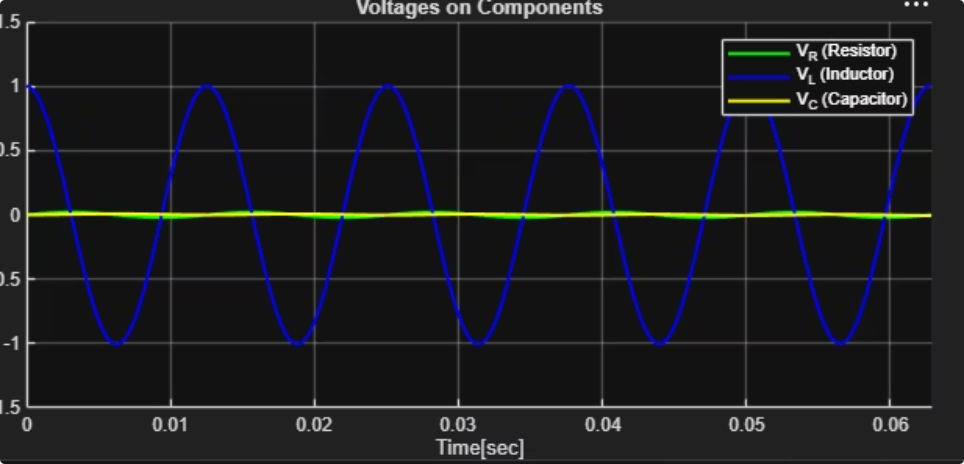 Voltages on Components
1.5
V_R (Resistor)
V_L (Inductor)
V_C (Capacitor)
1
0.5
0
0.5
-1
1.5
0 0.01 0.02 0.03 0.04 0.05 0.06
Time[sec]